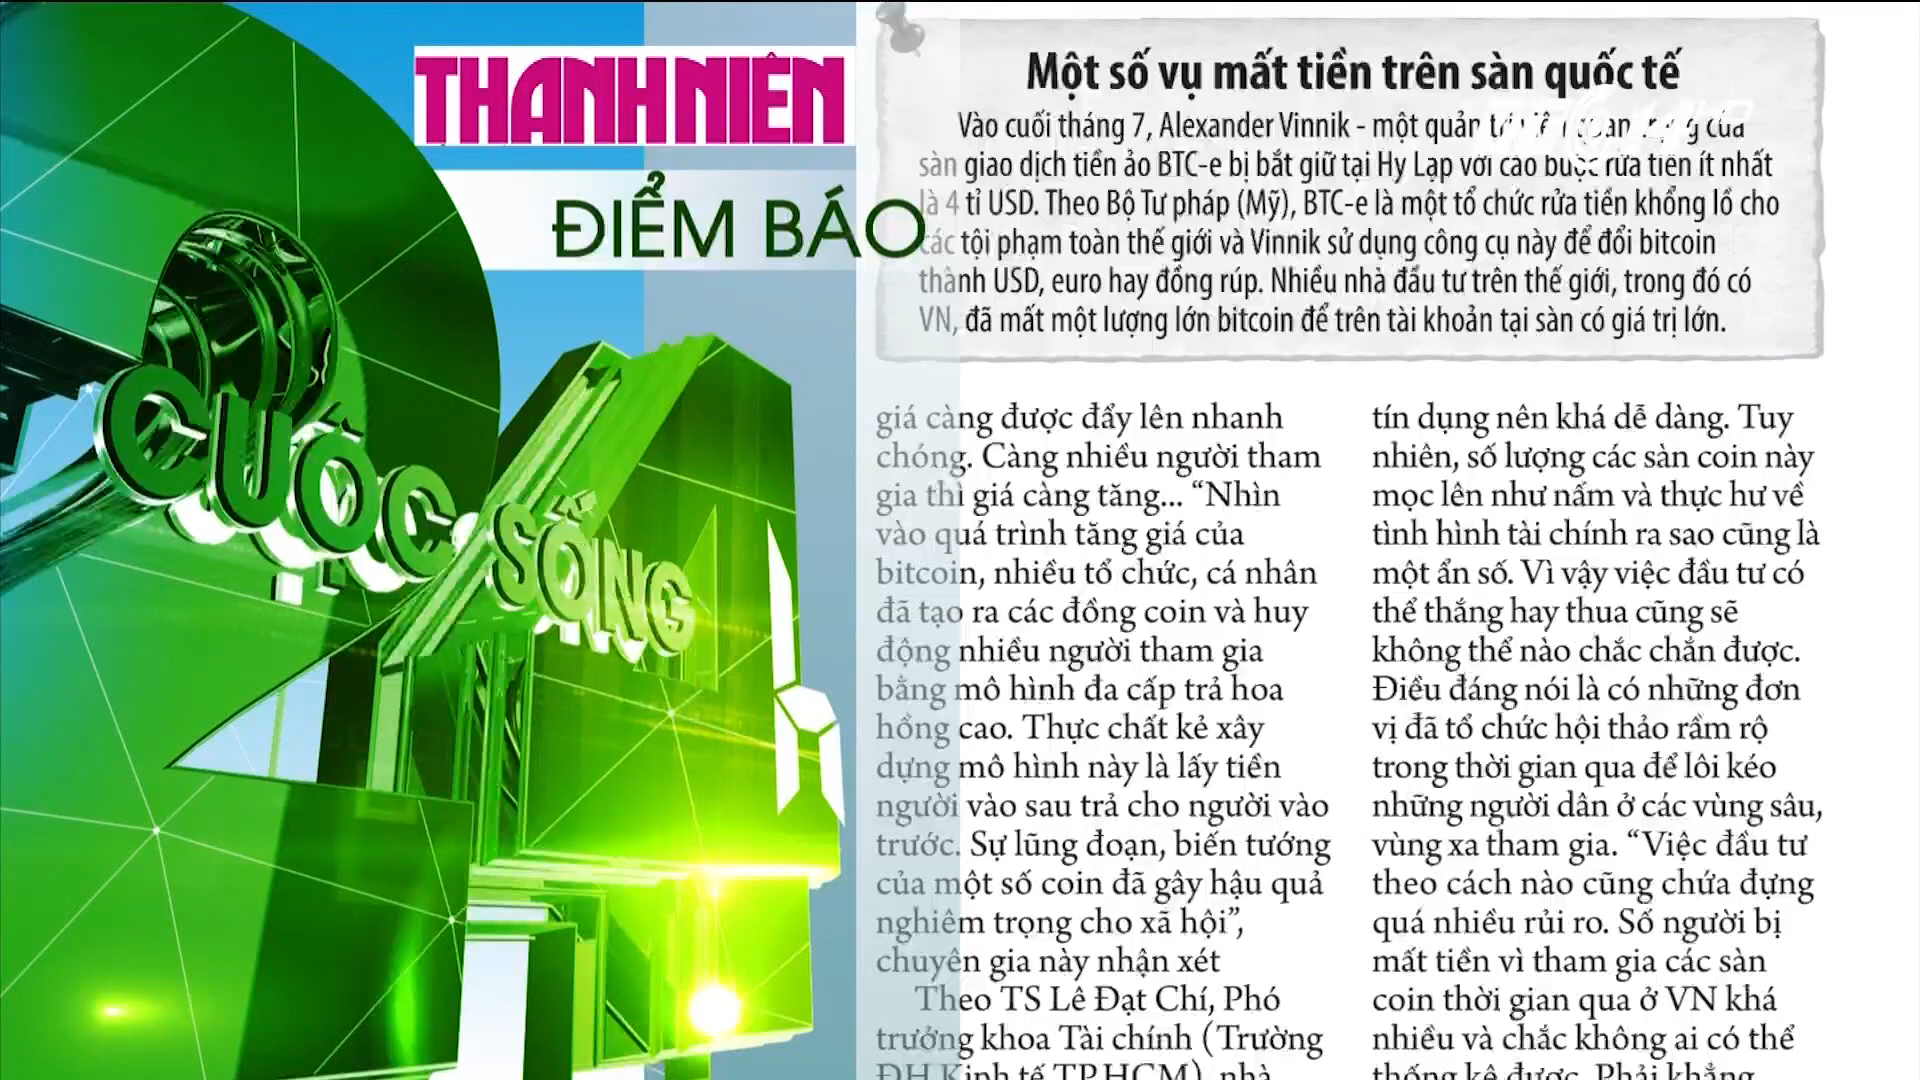 THANHNIÊN
ĐIỂM BÁO
CUỘC SỐNG
24h
Một số vụ mất tiền trên sàn quốc tế
Vào cuối tháng 7, Alexander Vinnik - một quản của
sàn giao dịch tiền ảo BTC-e bị bắt giữ tại Hy Lạp với cáo buộc rửa tiền ít nhất
là 4 tỉ USD. Theo Bộ Tư pháp (Mỹ), BTC-e là một tổ chức rửa tiền khổng lồ cho
các tội phạm toàn thế giới và Vinnik sử dụng công cụ này để đổi bitcoin
thành USD, euro hay đồng rúp. Nhiều nhà đầu tư trên thế giới, trong đó có
VN, đã mất một lượng lớn bitcoin để trên tài khoản tại sàn có giá trị lớn.
giá càng được đẩy lên nhanh
chóng. Càng nhiều người tham
gia thì giá càng tăng... “Nhìn
vào quá trình tăng giá của
bitcoin, nhiều tổ chức, cá nhân
đã tạo ra các đồng coin và huy
động nhiều người tham gia
bằng mô hình đa cấp trả hoa
hồng cao. Thực chất kẻ xây
dựng mô hình này là lấy tiền
người vào sau trả cho người vào
trước. Sự lũng đoạn, biến tướng
của một số coin đã gây hậu quả
nghiêm trọng cho xã hội”,
chuyên gia này nhận xét
Theo TS Lê Đạt Chí, Phó
trưởng khoa Tài chính (Trường
ĐH Kinh tế TP.HCM), nhà
tín dụng nên khá dễ dàng. Tuy
nhiên, số lượng các sàn coin này
mọc lên như nấm và thực hư về
tình hình tài chính ra sao cũng là
một ẩn số. Vì vậy việc đầu tư có
thể thắng hay thua cũng sẽ
không thể nào chắc chắn được.
Điều đáng nói là có những đơn
vị đã tổ chức hội thảo rầm rộ
trong thời gian qua để lôi kéo
những người dân ở các vùng sâu,
vùng xa tham gia. “Việc đầu tư
theo cách nào cũng chứa đựng
quá nhiều rủi ro. Số người bị
mất tiền vì tham gia các sàn
coin thời gian qua ở VN khá
nhiều và chắc không ai có thể
thống kê được. Phải khẳng